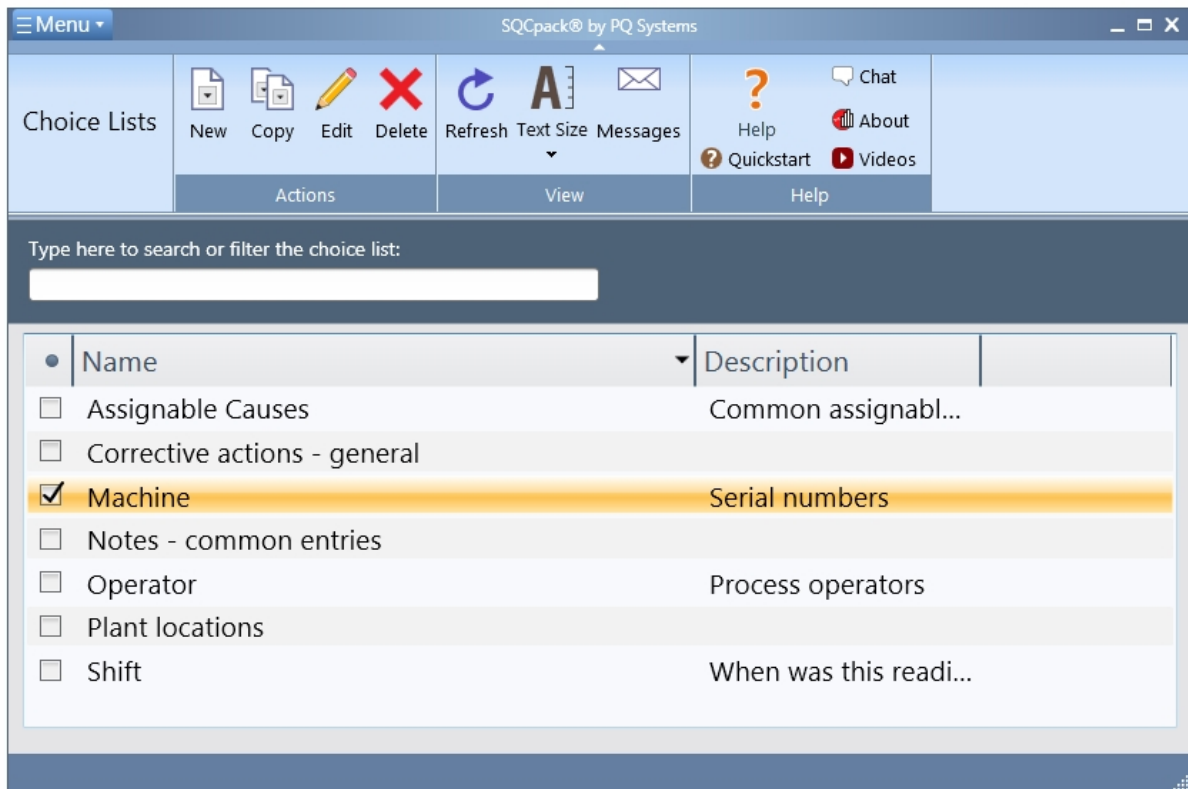 Menu
SQCpack® by PQ Systems
Choice Lists
New Copy Edit Delete
Actions
Refresh Text Size Messages
View
Help
Quickstart
Chat
About
Videos
Help
Type here to search or filter the choice list:
Name Description
Assignable Causes Common assignabl...
Corrective actions - general
Machine Serial numbers
Notes - common entries
Operator Process operators
Plant locations
Shift When was this readi...